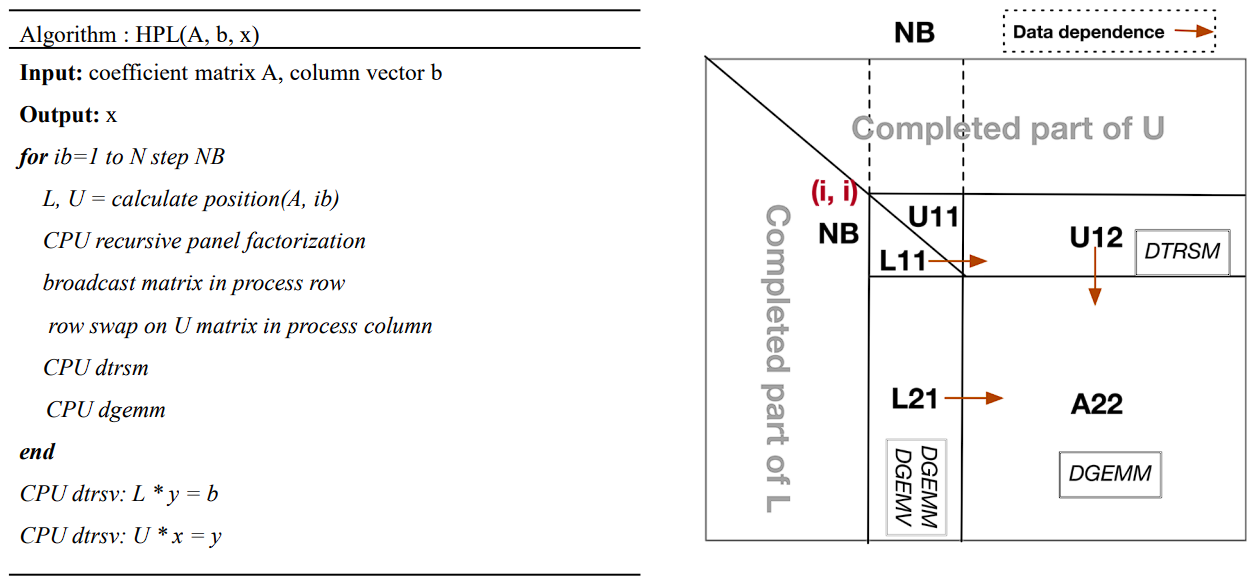 Algorithm : HPL(A, b, x)
Input: coefficient matrix A, column vector b
Output: x
for ib=1 to N step NB
L, U = calculate position(A, ib)
CPU recursive panel factorization
broadcast matrix in process row
row swap on U matrix in process column
CPU dtrsm
CPU dgemm
end
CPU dtrsv: L * y = b
CPU dtrsv: U * x = y
NB
Data dependence
Completed part of U
(i, i)
NB
U11
L11
U12
DTRSM
Completed part of L
L21
A22
DGEMM
DGEMV
DGEMM